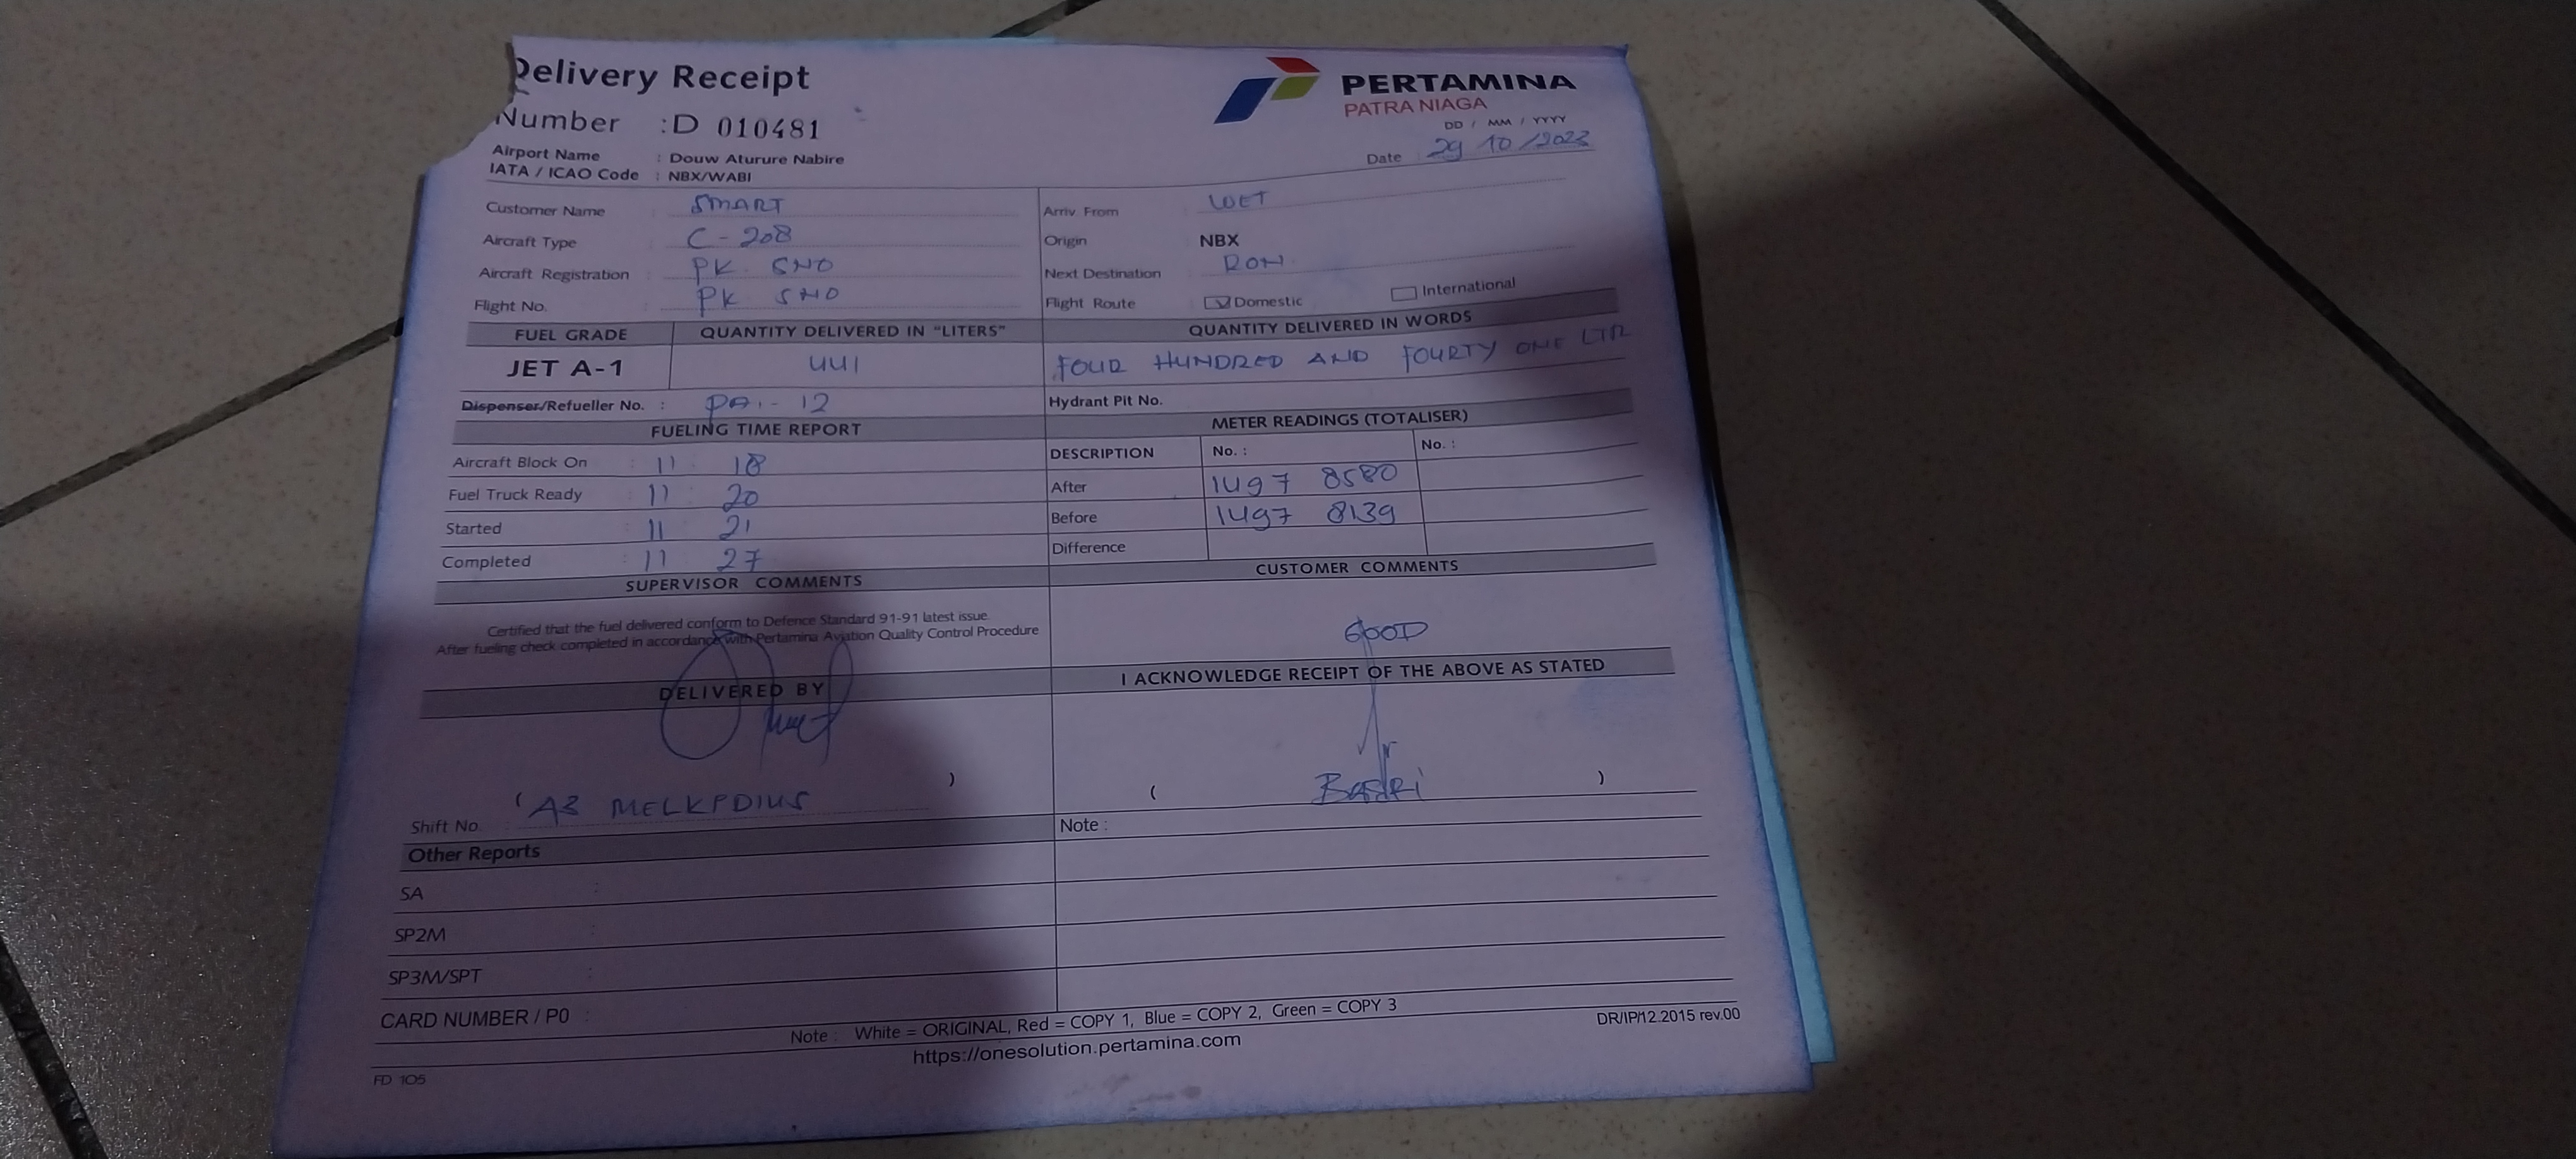 Delivery Receipt
PERTAMINA
PATRA NIAGA
Number :D 010481
DD / MM / YYYY
Date 29 10 /2023
Airport Name : Douw Aturure Nabire
IATA / ICAO Code : NBX/WABI
Customer Name : SMART
Arriv From WET
Aircraft Type C - 208
Origin NBX
Aircraft Registration : PK SNO
Next Destination RON
Flight No. : PK SNO
Flight Route Domestic International
FUEL GRADE QUANTITY DELIVERED IN "LITERS" QUANTITY DELIVERED IN WORDS
JET A-1 441 FOUR HUNDRED AND FOURTY ONE LTR
Dispenser/Refueller No. : - 12 Hydrant Pit No.
FUELING TIME REPORT METER READINGS (TOTALISER)
Aircraft Block On : 11 : 18 DESCRIPTION No. : No. :
Fuel Truck Ready : 11 : 20 After 1497 8580
Started : 11 : 21 Before 1497 8139
Completed : 11 : 27 Difference
SUPERVISOR COMMENTS CUSTOMER COMMENTS
Certified that the fuel delivered conform to Defence Standard 91-91 latest issue
After fueling check completed in accordance with Pertamina Aviation Quality Control Procedure
GOOD
DELIVERED BY I ACKNOWLEDGE RECEIPT OF THE ABOVE AS STATED
( )
( Basri )
Shift No. Note :
Other Reports
SA :
SP2M :
SP3M/SPT :
CARD NUMBER / P0 :
Note : White = ORIGINAL, Red = COPY 1, Blue = COPY 2, Green = COPY 3
DR/IP/12.2015 rev.00
https://onesolution.pertamina.com
FD 105